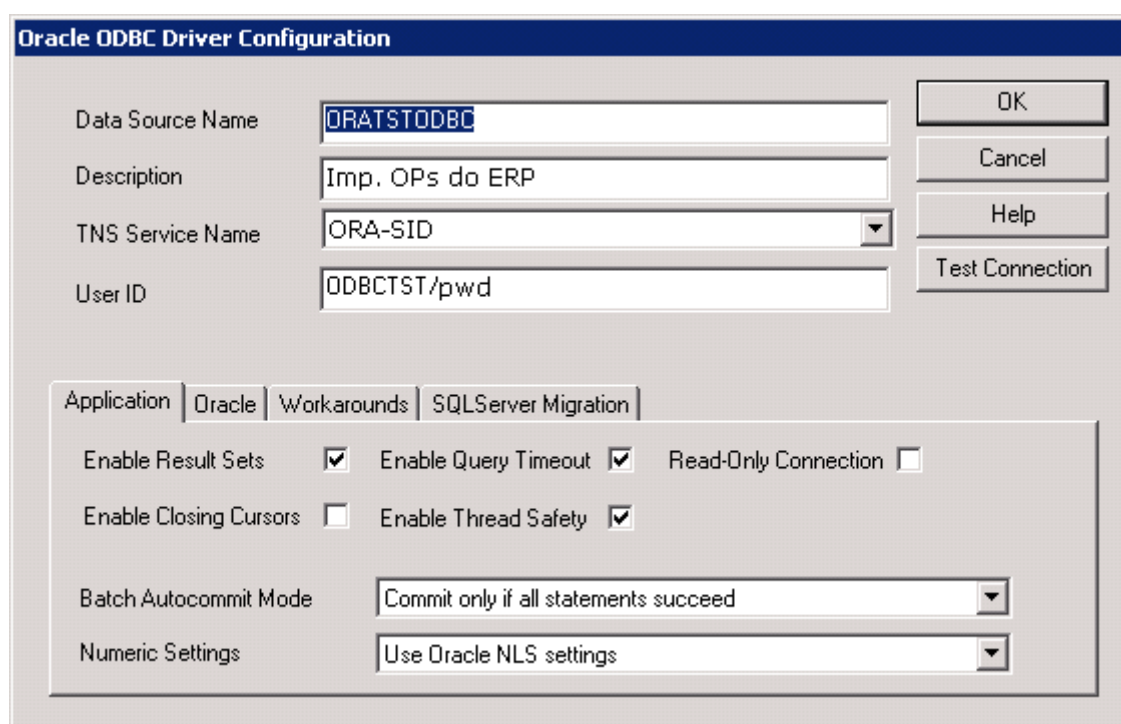 Oracle ODBC Driver Configuration
Data Source Name ORATSTODBC OK
Description Imp. OPs do ERP Cancel
TNS Service Name ORA-SID Help
User ID ODBCTST/pwd Test Connection
Application Oracle Workarounds SQLServer Migration
Enable Result Sets Enable Query Timeout Read-Only Connection
Enable Closing Cursors Enable Thread Safety
Batch Autocommit Mode Commit only if all statements succeed
Numeric Settings Use Oracle NLS settings